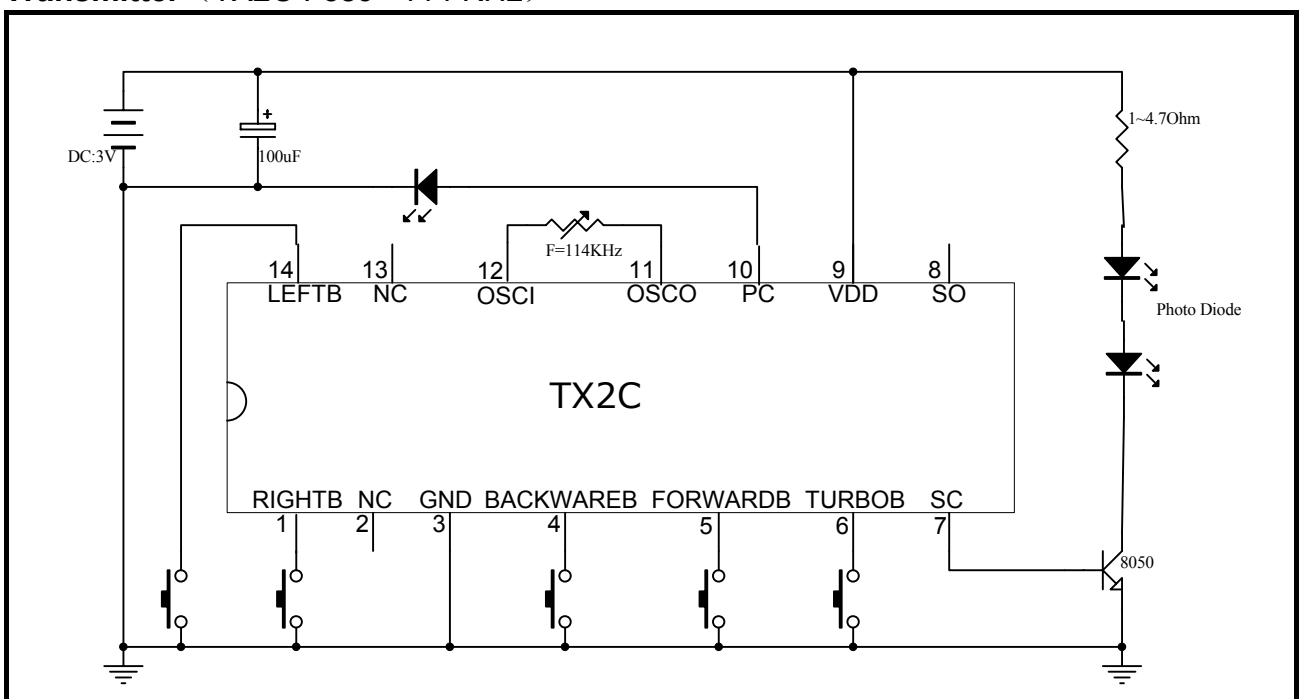 DC:3V
100uF
1~4.7Ohm
F=114KHz
14 13 12 11 10 9 8
LEFTB NC OSCI OSCO PC VDD SO
Photo Diode
TX2C
RIGHTB NC GND BACKWAREB FORWARDB TURBOB SC
1 2 3 4 5 6 7
8050